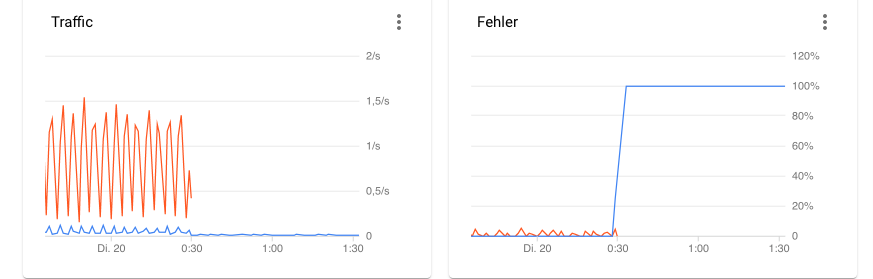 Traffic
2/s
1,5/s
1/s
0,5/s
0
Di. 20 0:30 1:00 1:30
Fehler
120%
100%
80%
60%
40%
20%
0
Di. 20 0:30 1:00 1:30